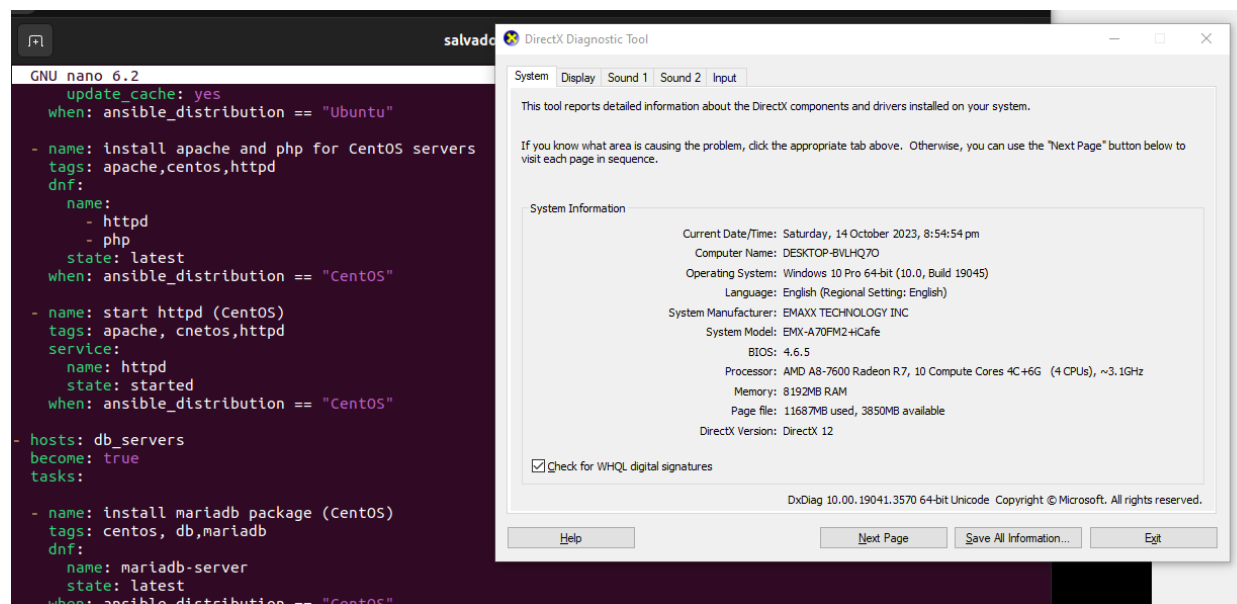 salvado
GNU nano 6.2
update_cache: yes
when: ansible_distribution == "Ubuntu"
- name: install apache and php for CentOS servers
tags: apache,centos,httpd
dnf:
name:
- httpd
- php
state: latest
when: ansible_distribution == "CentOS"
- name: start httpd (CentOS)
tags: apache, cnetos,httpd
service:
name: httpd
state: started
when: ansible_distribution == "CentOS"
- hosts: db_servers
become: true
tasks:
- name: install mariadb package (CentOS)
tags: centos, db,mariadb
dnf:
name: mariadb-server
state: latest
when: ansible_distribution == "CentOS"
DirectX Diagnostic Tool
System Display Sound 1 Sound 2 Input
This tool reports detailed information about the DirectX components and drivers installed on your system.
If you know what area is causing the problem, click the appropriate tab above. Otherwise, you can use the "Next Page" button below to
visit each page in sequence.
System Information
Current Date/Time: Saturday, 14 October 2023, 8:54:54 pm
Computer Name: DESKTOP-BVLHQ7O
Operating System: Windows 10 Pro 64-bit (10.0, Build 19045)
Language: English (Regional Setting: English)
System Manufacturer: EMAXX TECHNOLOGY INC
System Model: EMX-A70FM2+iCafe
BIOS: 4.6.5
Processor: AMD A8-7600 Radeon R7, 10 Compute Cores 4C+6G (4 CPUs), ~3.1GHz
Memory: 8192MB RAM
Page file: 11687MB used, 3850MB available
DirectX Version: DirectX 12
Check for WHQL digital signatures
DxDiag 10.00.19041.3570 64-bit Unicode Copyright © Microsoft. All rights reserved.
Help Next Page Save All Information... Exit